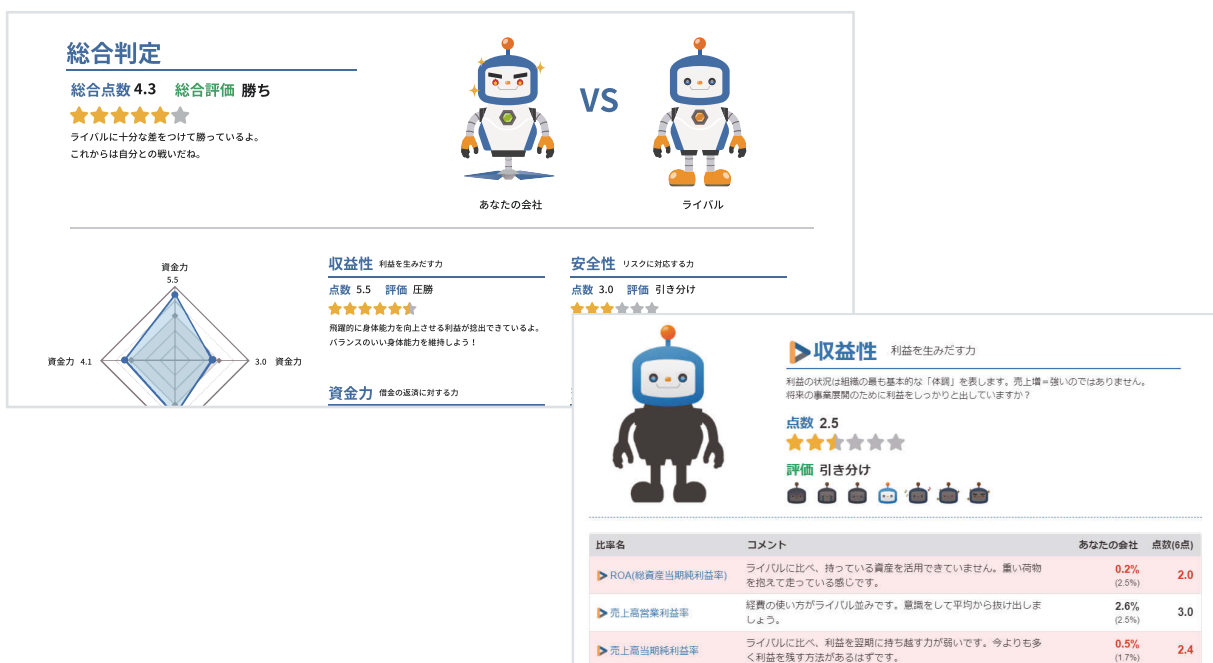 総合判定
総合点数 4.3 総合評価 勝ち
ライバルに十分な差をつけて勝っているよ。
これからは自分との戦いだね。
VS
あなたの会社
ライバル
資金力
5.5
資金力 4.1
3.0 資金力
収益性 利益を生みだす力
点数 5.5 評価 圧勝
飛躍的に身体能力を向上させる利益が捻出できているよ。
バランスのいい身体能力を維持しよう！
安全性 リスクに対応する力
点数 3.0 評価 引き分け
資金力 借金の返済に対する力
収益性 利益を生みだす力
利益の状況は組織の最も基本的な「体調」を表します。売上増＝強いのではありません。
将来の事業展開のために利益をしっかりと出していますか？
点数 2.5
評価 引き分け
比率名 コメント あなたの会社 点数(6点)
ROA(総資産当期純利益率)
ライバルに比べ、持っている資産を活用できていません。重い荷物
を抱えて走っている感じです。
0.2%
(2.5%)
2.0
売上高営業利益率
経費の使い方がライバル並みです。意識をして平均から抜け出しま
しょう。
2.6%
(2.5%)
3.0
売上高当期純利益率
ライバルに比べ、利益を翌期に持ち越す力が弱いです。今よりも多
く利益を残す方法があるはずです。
0.5%
(1.7%)
2.4